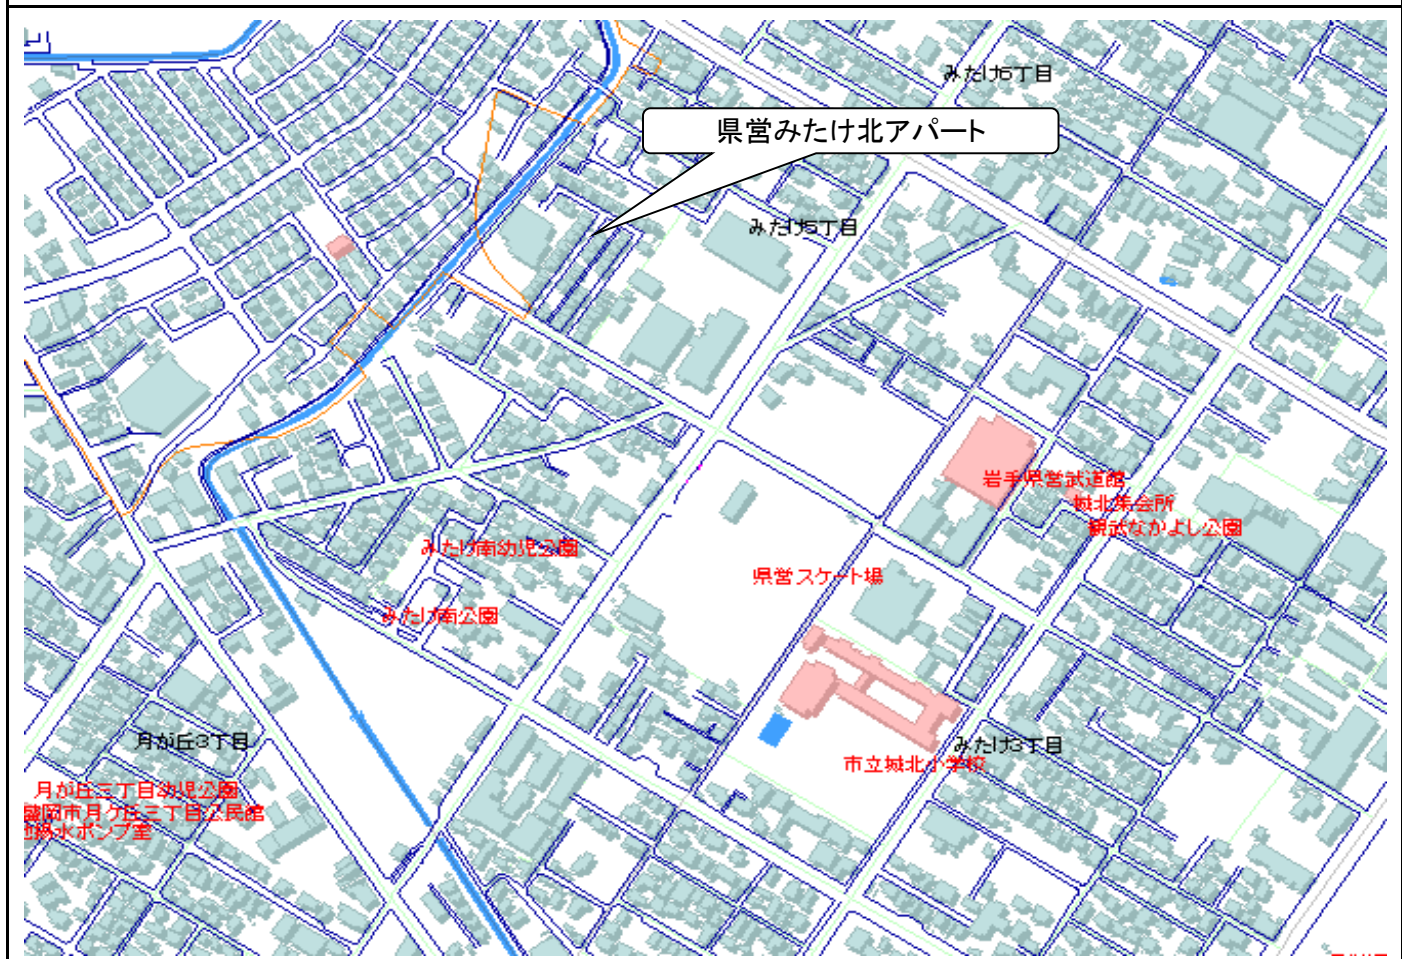 みたけ6丁目
県営みたけ北アパート
みたけ5丁目
岩手県営武道館
城北集会所
観武なかよし公園
みたけ南幼児公園
県営スケート場
みたけ南公園
月が丘3丁目
みたけ3丁目
市立城北小学校
月が丘三丁目幼児公園
盛岡市月ケ丘三丁目公民館